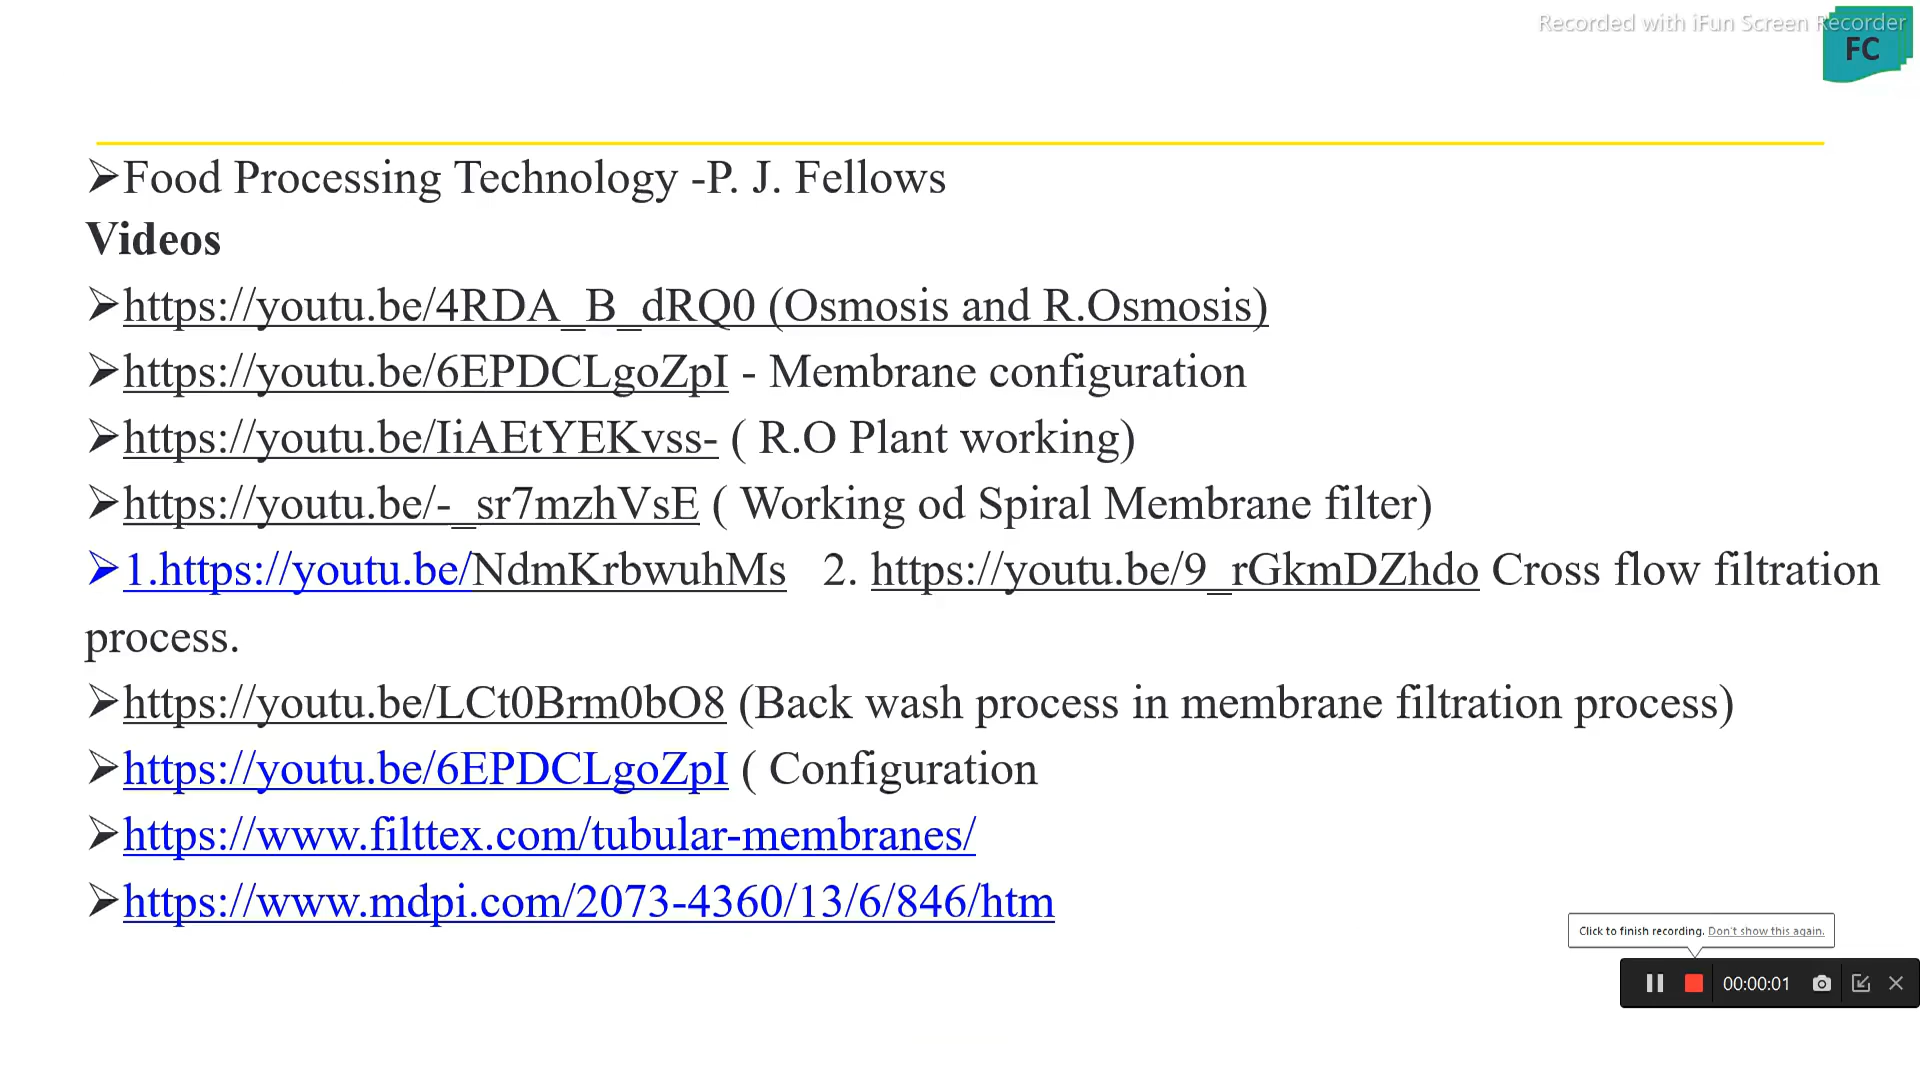 Recorded with iFun Screen Recorder
FC
➢Food Processing Technology -P. J. Fellows
Videos
➢https://youtu.be/4RDA_B_dRQ0 (Osmosis and R.Osmosis)
➢https://youtu.be/6EPDCLgoZpI - Membrane configuration
➢https://youtu.be/IiAEtYEKvss- ( R.O Plant working)
➢https://youtu.be/-_sr7mzhVsE ( Working od Spiral Membrane filter)
➢1.https://youtu.be/NdmKrbwuhMs 2. https://youtu.be/9_rGkmDZhdo Cross flow filtration
process.
➢https://youtu.be/LCt0Brm0bO8 (Back wash process in membrane filtration process)
➢https://youtu.be/6EPDCLgoZpI ( Configuration
➢https://www.filttex.com/tubular-membranes/
➢https://www.mdpi.com/2073-4360/13/6/846/htm
Click to finish recording. Don't show this again.
00:00:01